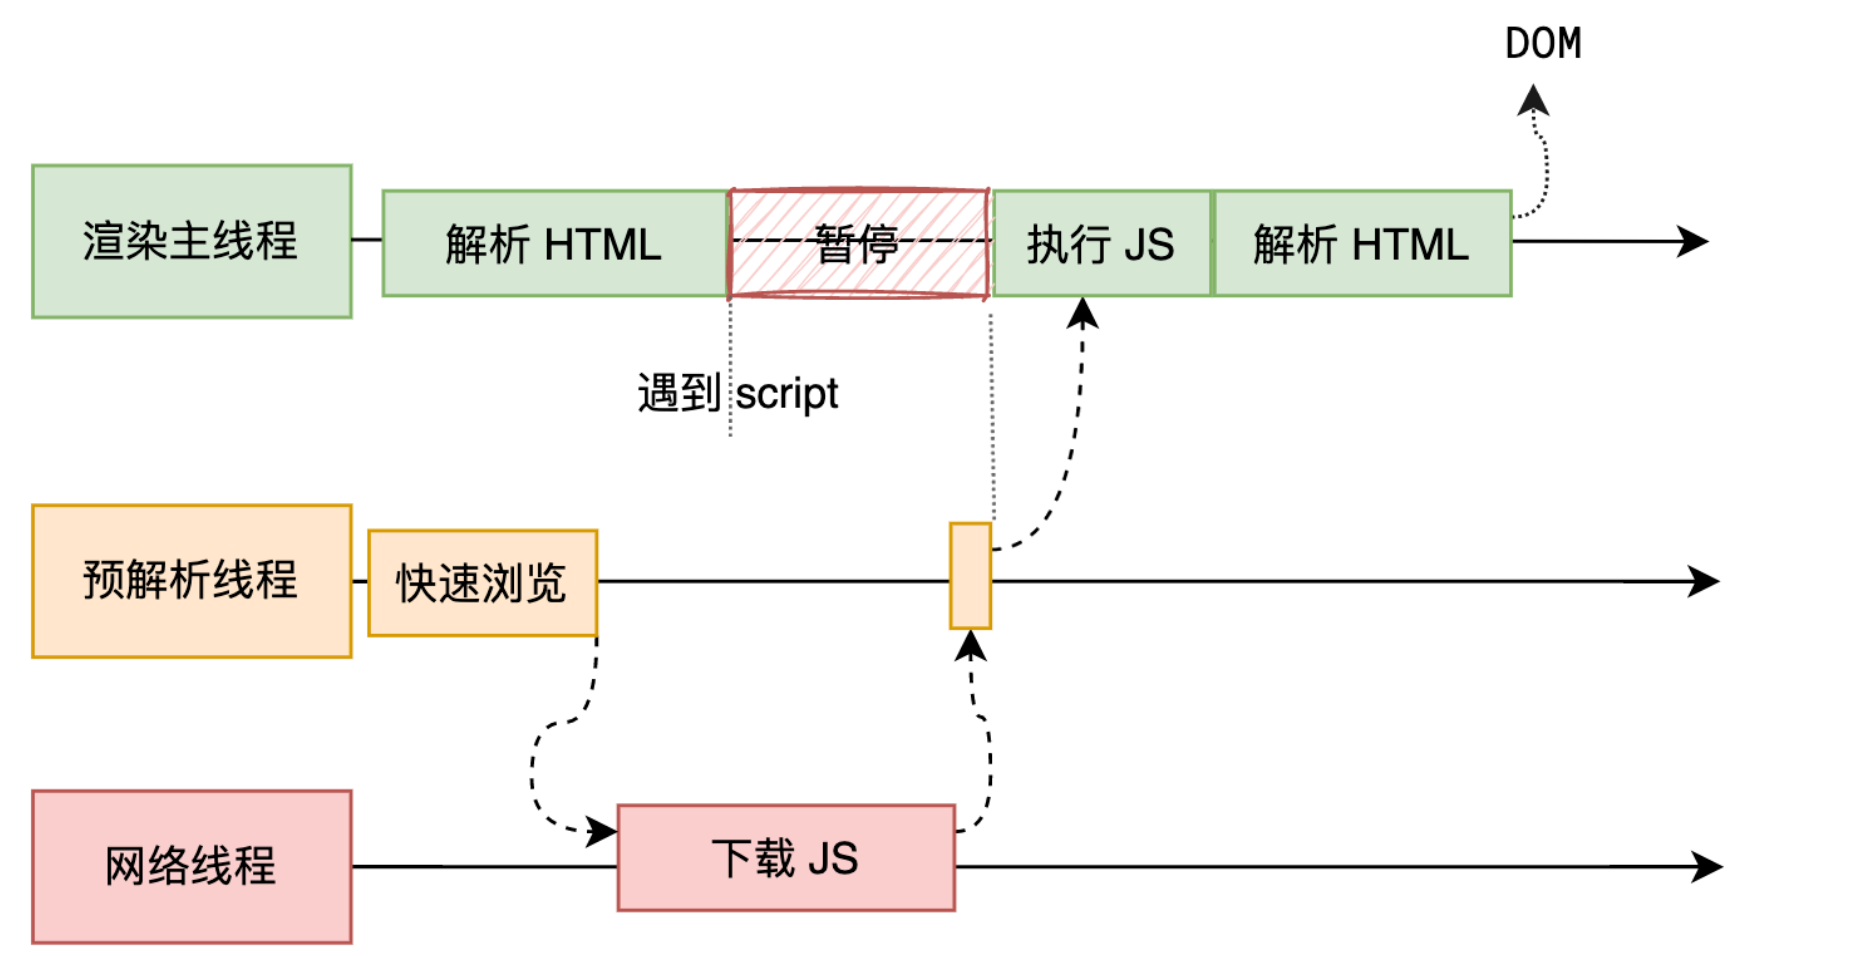 DOM
渲染主线程
解析 HTML
暂停
执行 JS
解析 HTML
遇到 script
预解析线程
快速浏览
网络线程
下载 JS